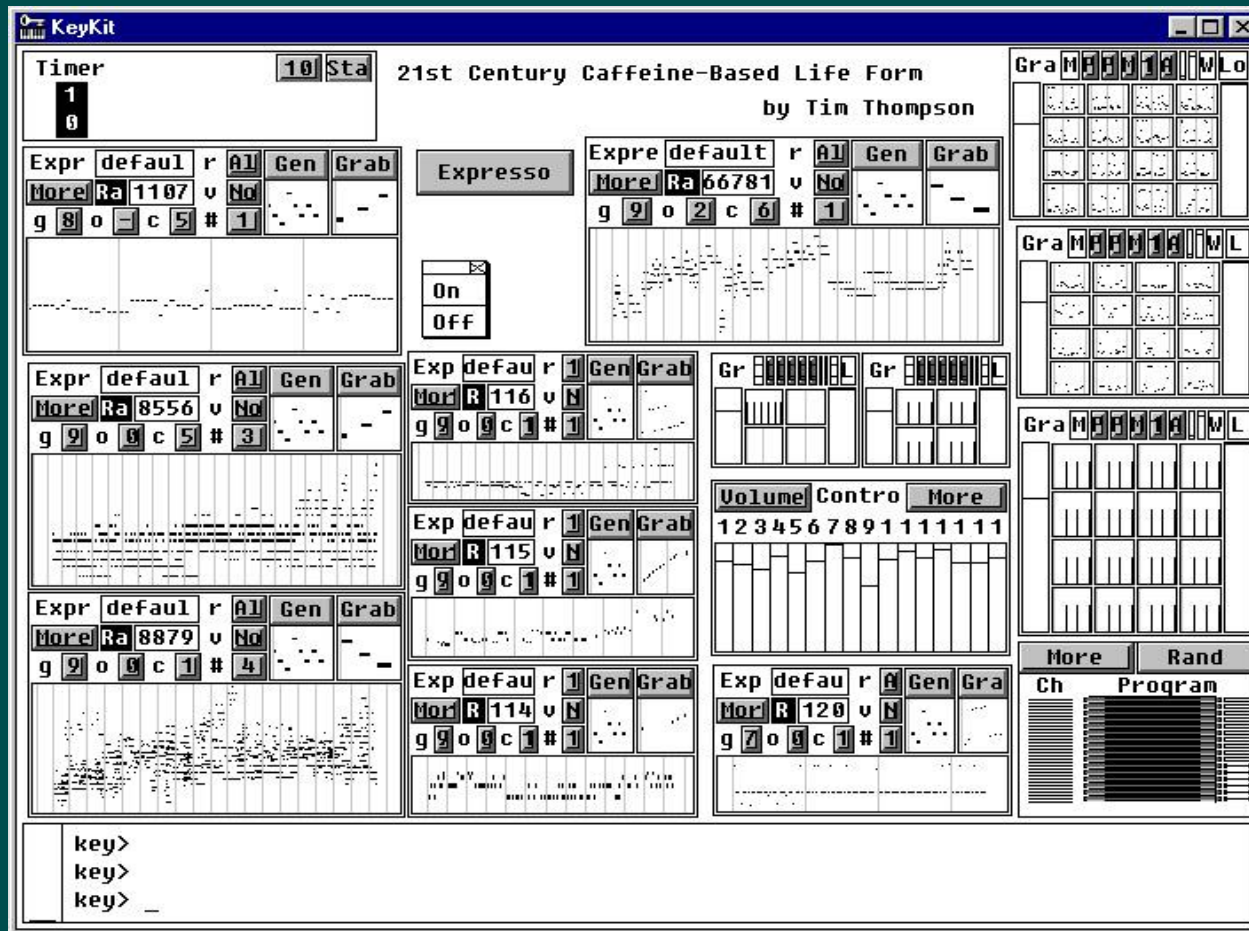 KeyKit
Timer 10 Sta
1
0
21st Century Caffeine-Based Life Form
by Tim Thompson
Expr defaul r Al Gen Grab
More Ra 1107 v No
g 8 o - c 5 # 1
Expresso
On
Off
Expre default r Al Gen Grab
More Ra 66781 v No
g 9 o 2 c 6 # 1
Gra M P P M 1 A W Lo
Gra M P P M 1 A W L
Expr defaul r Al Gen Grab
More Ra 8556 v No
g 9 o 0 c 5 # 3
Exp defau r 1 Gen Grab
Mor R 116 v N
g 9 o 0 c 1 # 1
Gr L
Gr L
Gra M P P M 1 A W L
Volume Contro More
1 2 3 4 5 6 7 8 9 1 1 1 1 1 1 1
Exp defau r 1 Gen Grab
Mor R 115 v N
g 9 o 0 c 1 # 1
Expr defaul r Al Gen Grab
More Ra 8879 v No
g 9 o 0 c 1 # 4
Exp defau r 1 Gen Grab
Mor R 114 v N
g 9 o 0 c 1 # 1
Exp defau r A Gen Gra
Mor R 120 v N
g 7 o 0 c 1 # 1
More Rand
Ch Program
key>
key>
key> _